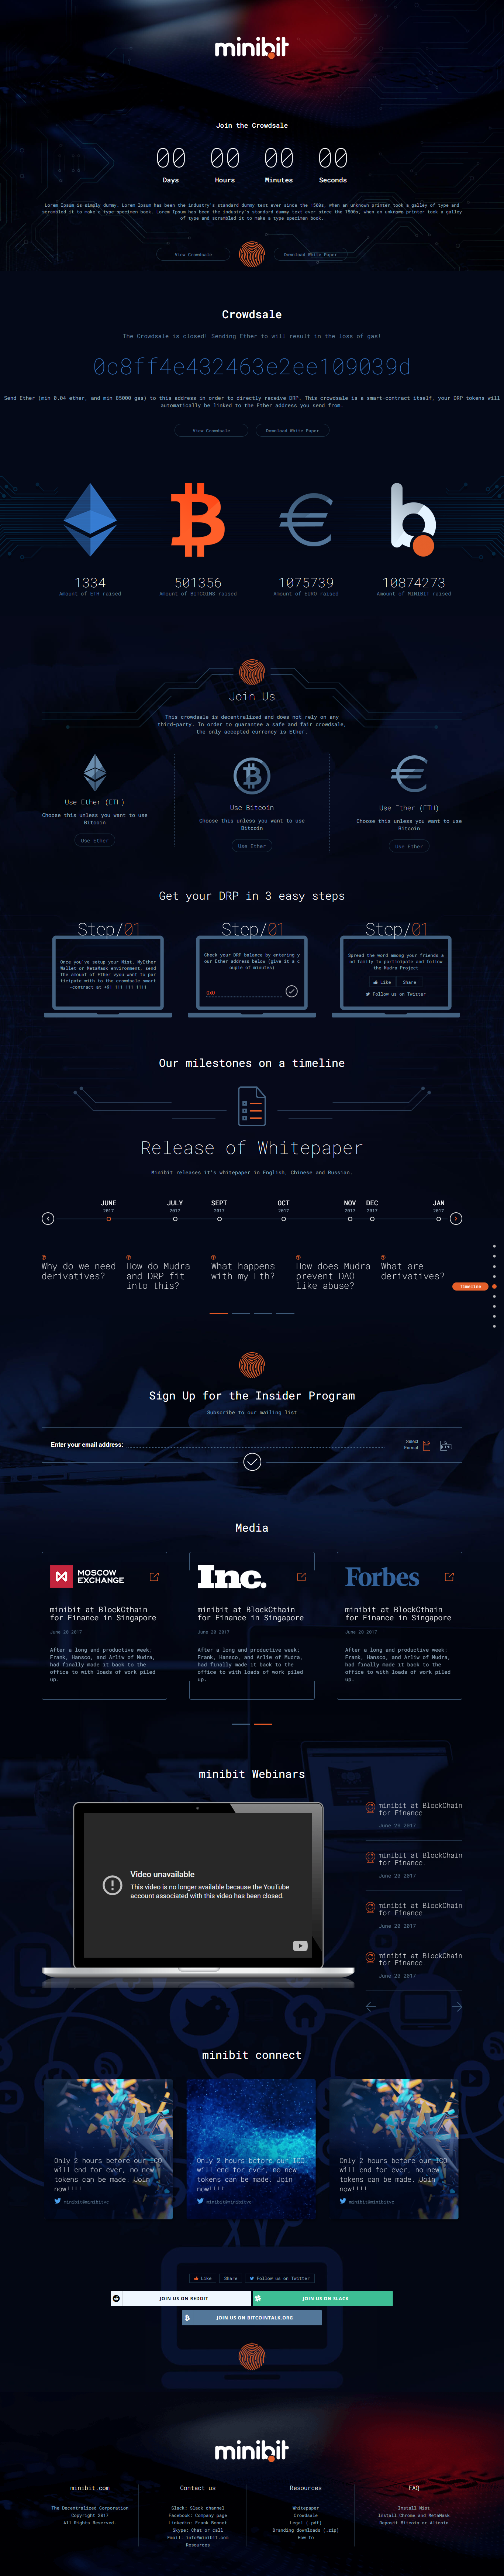 minibit
Join the Crowdsale
00 00 00 00
Days Hours Minutes Seconds
Lorem Ipsum is simply dummy. Lorem Ipsum has been the industry's standard dummy text ever since the 1500s, when an unknown printer took a galley of type and
scrambled it to make a type specimen book. Lorem Ipsum has been the industry's standard dummy text ever since the 1500s, when an unknown printer took a galley
of type and scrambled it to make a type specimen book.
View Crowdsale Download White Paper
Crowdsale
The Crowdsale is closed! Sending Ether to will result in the loss of gas!
0c8ff4e432463e2ee109039d
Send Ether (min 0.04 ether, and min 85000 gas) to this address in order to directly receive DRP. This crowdsale is a smart-contract itself, your DRP tokens will
automatically be linked to the Ether address you send from.
View Crowdsale Download White Paper
1334 501356 1075739 10874273
Amount of ETH raised Amount of BITCOINS raised Amount of EURO raised Amount of MINIBIT raised
Join Us
This crowdsale is decentralized and does not rely on any
third-party. In order to guarantee a safe and fair crowdsale,
the only accepted currency is Ether.
Use Ether (ETH) Use Bitcoin Use Ether (ETH)
Choose this unless you want to use
Bitcoin
Choose this unless you want to use
Bitcoin
Choose this unless you want to use
Bitcoin
Use Ether Use Ether Use Ether
Get your DRP in 3 easy steps
Step/01 Step/01 Step/01
Once you've setup your Mist, MyEther
Wallet or MetaMask environment, send
the amount of Ether vyou want to par
ticipate with to the crowdsale smart
-contract at +91 111 111 1111
Check your DRP balance by entering y
our Ether address below (give it a c
ouple of minutes)
0xO
Spread the word among your friends a
nd family to participate and follow
the Mudra Project
Like Share
Follow us on Twitter
Our milestones on a timeline
Release of Whitepaper
Minibit releases it's whitepaper in English, Chinese and Russian.
JUNE JULY SEPT OCT NOV DEC JAN
2017 2017 2017 2017 2017 2017 2017
Why do we need
derivatives?
How do Mudra
and DRP fit
into this?
What happens
with my Eth?
How does Mudra
prevent DAO
like abuse?
What are
derivatives?
Timeline
Sign Up for the Insider Program
Subscribe to our mailing list
Enter your email address:
Select
Format
Media
MOSCOW
EXCHANGE
Inc.
Forbes
minibit at BlockCthain
for Finance in Singapore
June 20 2017
After a long and productive week;
Frank, Hansco, and Arlie of Mudra,
had finally made it back to the
office to with loads of work piled
up.
minibit at BlockCthain
for Finance in Singapore
June 20 2017
After a long and productive week;
Frank, Hansco, and Arlie of Mudra,
had finally made it back to the
office to with loads of work piled
up.
minibit at BlockCthain
for Finance in Singapore
June 20 2017
After a long and productive week;
Frank, Hansco, and Arlie of Mudra,
had finally made it back to the
office to with loads of work piled
up.
minibit Webinars
Video unavailable
This video is no longer available because the YouTube
account associated with this video has been closed.
minibit at BlockChain
for Finance.
June 20 2017
minibit at BlockChain
for Finance.
June 20 2017
minibit at BlockChain
for Finance.
June 20 2017
minibit at BlockChain
for Finance.
June 20 2017
minibit connect
Only 2 hours before our ICO
will end for ever, no new
tokens can be made. Join
now!!!!
minibit@minibitvc
Only 2 hours before our ICO
will end for ever, no new
tokens can be made. Join
now!!!!
minibit@minibitvc
Only 2 hours before our ICO
will end for ever, no new
tokens can be made. Join
now!!!!
minibit@minibitvc
Like Share Follow us on Twitter
JOIN US ON REDDIT JOIN US ON SLACK
JOIN US ON BITCOINTALK.ORG
minibit
minibit.com
The Decentralized Corporation
Copyright 2017
All Rights Reserved.
Contact us
Slack: Slack channel
Facebook: Company page
Linkedin: Frank Bonnet
Skype: Chat or call
Email: info@minibit.com
Resources
Resources
Whitepaper
Crowdsale
Legal (.pdf)
Branding downloads (.zip)
How to
FAQ
Install Mist
Install Chrome and MetaMask
Deposit Bitcoin or Altcoin